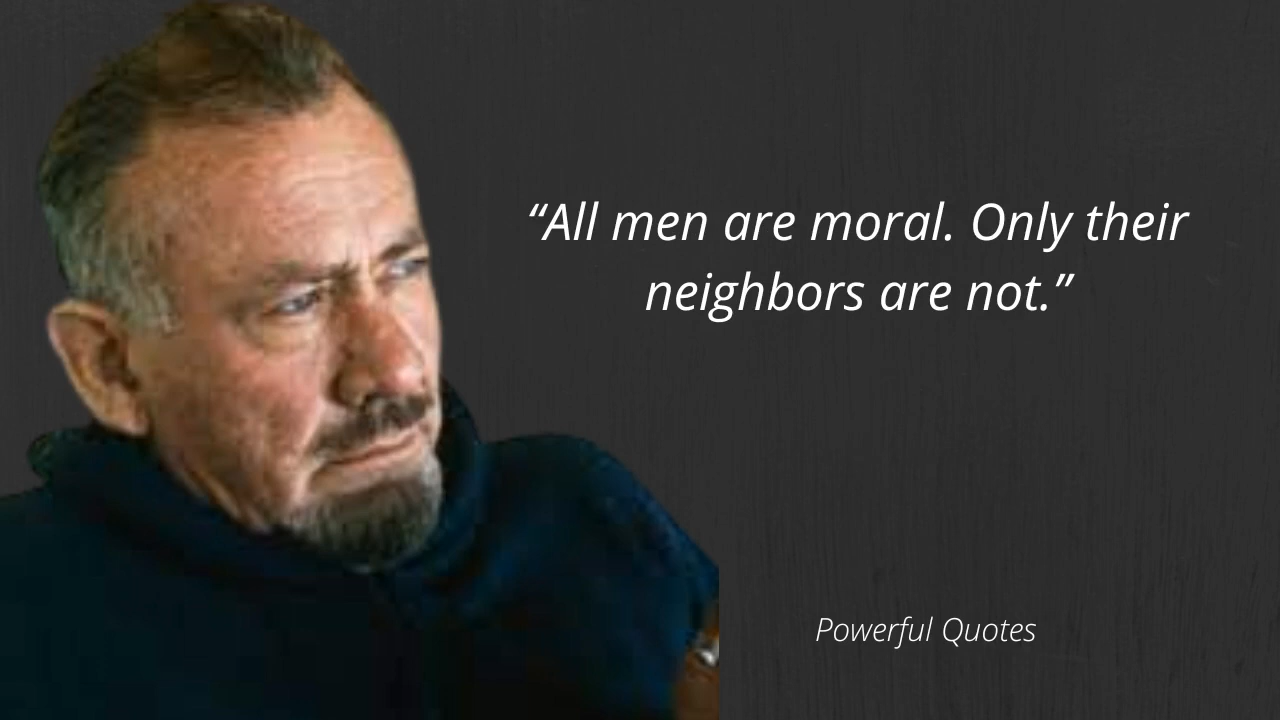 “All men are moral. Only their
neighbors are not.”
Powerful Quotes